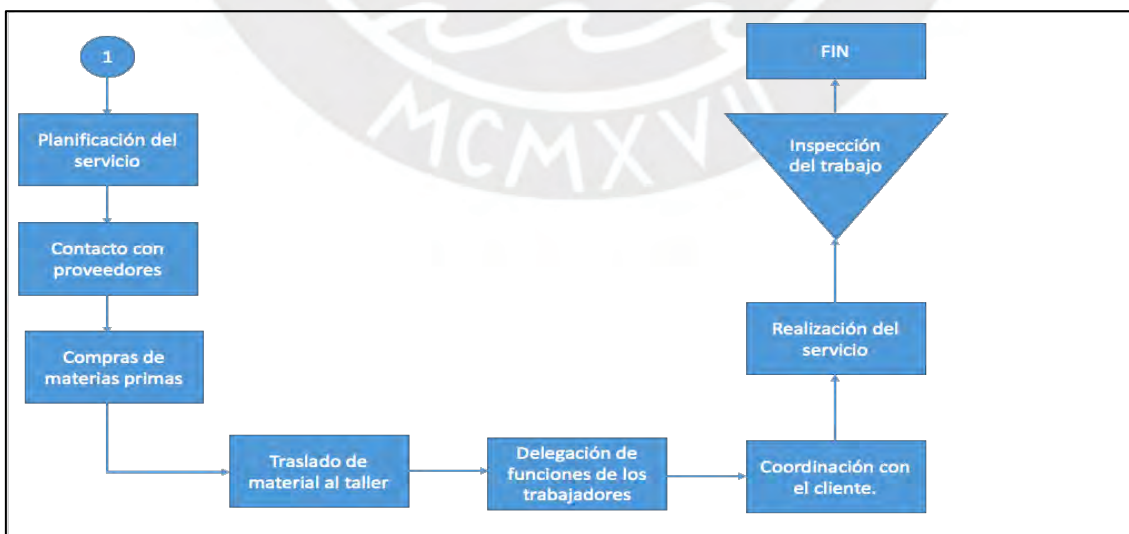 1
Planificación del
servicio
Contacto con
proveedores
Compras de
materias primas
Traslado de
material al taller
Delegación de
funciones de los
trabajadores
Coordinación con
el cliente.
Realización del
servicio
Inspección
del trabajo
FIN
MCMXVII